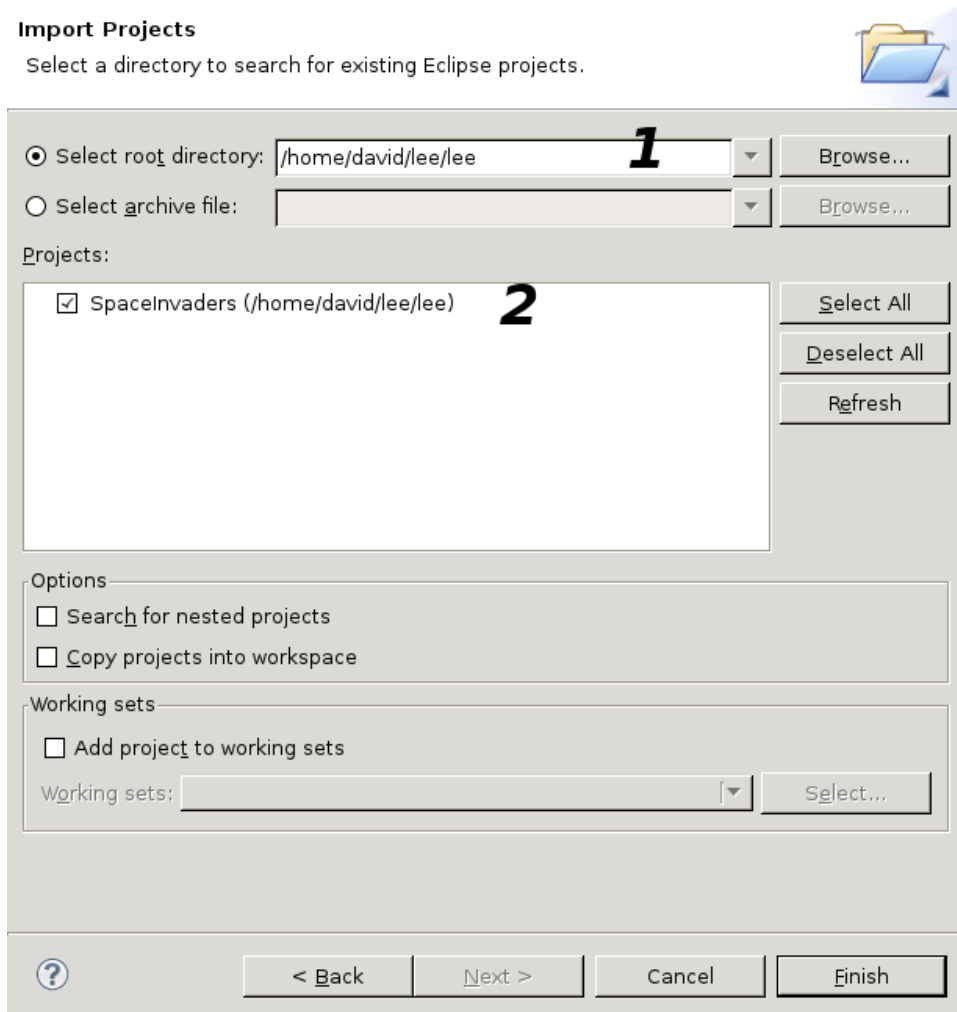 Import Projects
Select a directory to search for existing Eclipse projects.
Select root directory: /home/david/lee/lee 1 Browse...
Select archive file: Browse...
Projects:
SpaceInvaders (/home/david/lee/lee) 2 Select All
Deselect All
Refresh
Options
Search for nested projects
Copy projects into workspace
Working sets
Add project to working sets
Working sets: Select...
? < Back Next > Cancel Finish